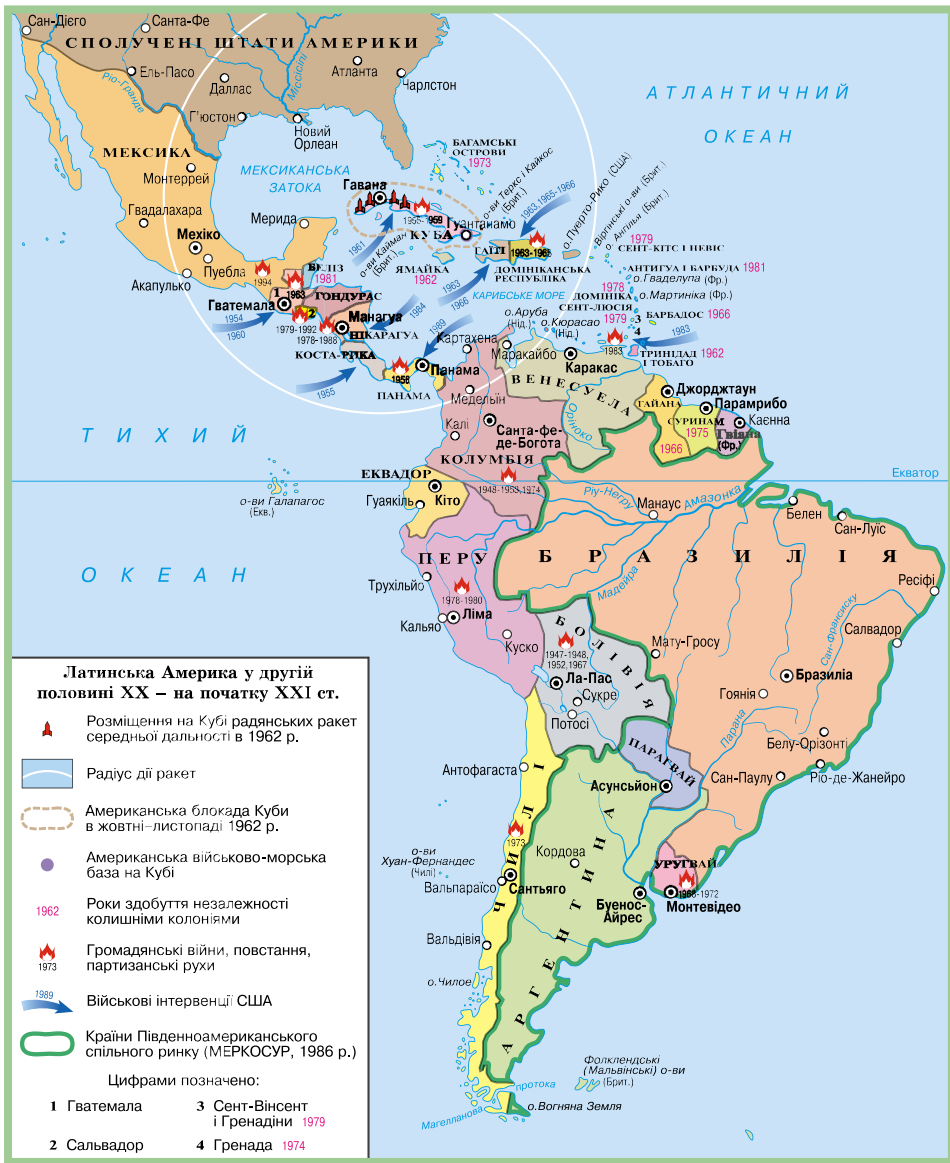 Сан-Дієго
Санта-Фе
СПОЛУЧЕНІ ШТАТИ АМЕРИКИ
Ель-Пасо
Даллас
Атланта
Чарлстон
Ріо-Гранде
Міссісіпі
Г'юстон
Новий
Орлеан
АТЛАНТИЧНИЙ
ОКЕАН
МЕКСИКА
Монтеррей
МЕКСИКАНСЬКА
ЗАТОКА
БАГАМСЬКІ
ОСТРОВИ
1973
Гавана
Гвадалахара
Мерида
Мехіко
Пуебла
Акапулько
1994
1961
1955-1959
КУБА
Гуантанамо
о-ви Кайман
(Брит.)
о-ви Теркс і Кайкос
(Брит.)
1963,1965-1966
о.Пуерто-Рико (США)
Віргінські о-ви (Брит.)
о. Ангілья (Брит.)
ГАЇТІ
1963-1965
ЯМАЙКА
1962
1963
ДОМІНІКАНСЬКА
РЕСПУБЛІКА
КАРИБСЬКЕ МОРЕ
1979
СЕНТ-КІТС І НЕВІС
АНТИГУА І БАРБУДА 1981
1978
о.Гваделупа (Фр.)
ДОМІНІКА
о.Мартиніка (Фр.)
СЕНТ-ЛЮСІЯ
1979
3
БАРБАДОС 1966
4
1983
1983
ТРИНІДАД
І ТОБАГО
1962
БЕЛІЗ
1981
1963
1
ГОНДУРАС
Гватемала
2
1954
1960
1979-1992
1978-1988
Манагуа
НІКАРАГУА
1984
1966
1989
КОСТА-РИКА
1955
1958
Панама
ПАНАМА
о.Аруба
(Нід.)
о.Кюрасао
(Нід.)
Картахена
Маракайбо
Каракас
ВЕНЕСУЕЛА
Оріноко
Медельїн
Калі
Санта-фе-
де-Богота
КОЛУМБІЯ
1948-1953,1974
Джорджтаун
ГАЙАНА
1966
Парамрибо
СУРИНАМ
1975
Каєнна
Гвіана
(Фр.)
ТИХИЙ
ОКЕАН
Екватор
о-ви Галапагос
(Екв.)
ЕКВАДОР
Кіто
Гуаякіль
Ріу-Негру
Манаус
Амазонка
Белен
Сан-Луїс
ПЕРУ
БРАЗИЛІЯ
Мадейра
Ресіфі
Трухільйо
1978-1980
Кальяо
Ліма
Куско
Сан-Франсиску
Салвадор
БОЛІВІЯ
1947-1948,
1952,1967
Ла-Пас
Сукре
Потосі
Мату-Гросу
Бразиліа
Гоянія
Парана
Белу-Орізонті
ПАРАГВАЙ
Антофагаста
Асунсьйон
Сан-Паулу
Ріо-де-Жанейро
1973
ЧИЛІ
о-ви
Хуан-Фернандес
(Чилі)
Вальпараїсо
Сантьяго
Кордова
АРГЕНТИНА
УРУГВАЙ
1968-1972
Буенос-
Айрес
Монтевідео
Вальдівія
о.Чилое
Фолклендські
(Мальвінські) о-ви
(Брит.)
Магелланова
протока
о.Вогняна Земля
Латинська Америка у другій
половині ХХ – на початку ХХІ ст.
Розміщення на Кубі радянських ракет
середньої дальності в 1962 р.
Радіус дії ракет
Американська блокада Куби
в жовтні–листопаді 1962 р.
Американська військово-морська
база на Кубі
1962
Роки здобуття незалежності
колишніми колоніями
1973
Громадянські війни, повстання,
партизанські рухи
1989
Військові інтервенції США
Країни Південноамериканського
спільного ринку (МЕРКОСУР, 1986 р.)
Цифрами позначено:
1 Гватемала
2 Сальвадор
3 Сент-Вінсент
і Гренадіни 1979
4 Гренада 1974